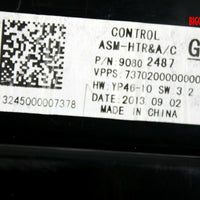 BIG
CONTROL
ASM-HTR&A/C G
P/N 9080 2487
VPPS: 7370200000000
HW: YP46-10 SW 3.2
DATE: 2013.09.02
MADE IN CHINA
3245000007378